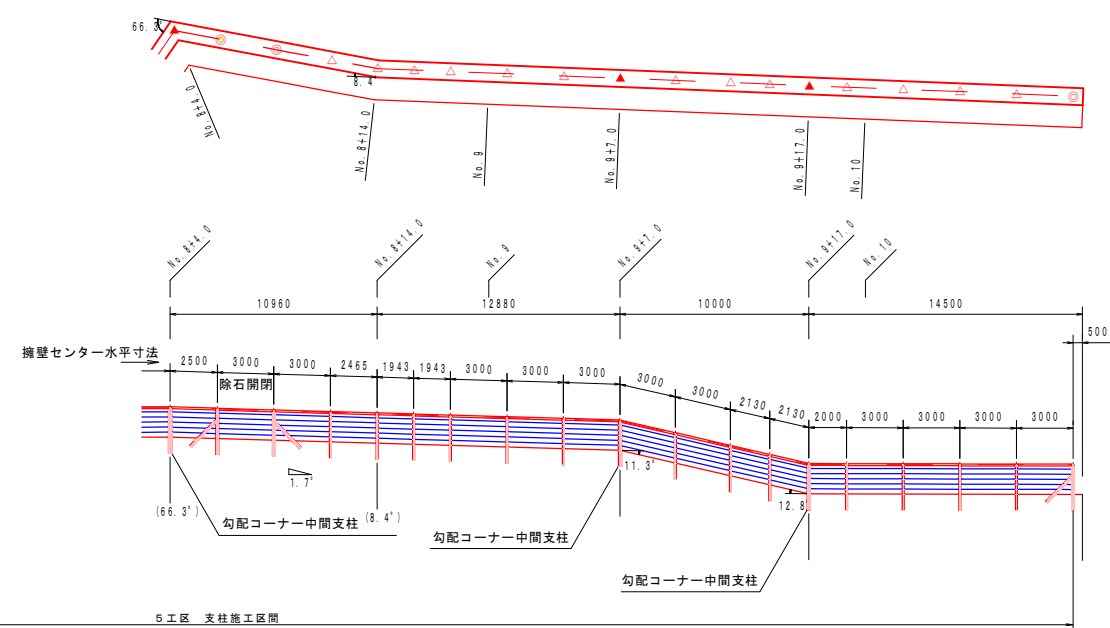 66.3°
8.4
No.8+4.0
No.8+14.0
No.9
No.9+7.0
No.9+17.0
No.10
No.8+4.0
No.8+14.0
No.9
No.9+7.0
No.9+17.0
No.10
10960
12880
10000
14500
500
擁壁センター水平寸法
2500
3000
3000
2465
1943
1943
3000
3000
3000
3000
3000
2130
2130
2000
3000
3000
3000
3000
除石開閉
1.7°
11.3°
12.8
(66.3°)
(8.4°)
勾配コーナー中間支柱
勾配コーナー中間支柱
勾配コーナー中間支柱
5工区 支柱施工区間